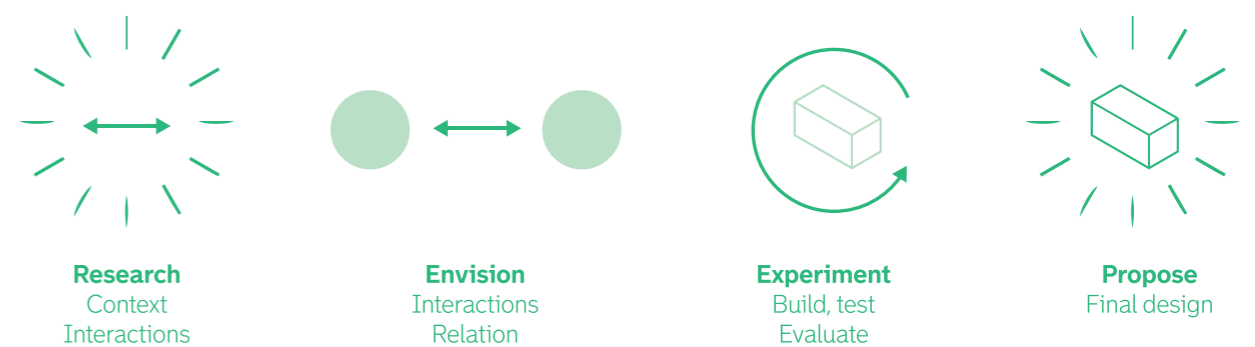 Research
Context
Interactions
Envision
Interactions
Relation
Experiment
Build, test
Evaluate
Propose
Final design